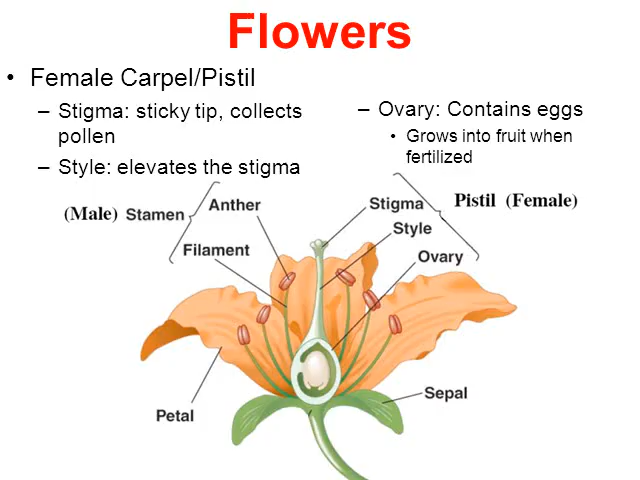 Flowers
• Female Carpel/Pistil
– Stigma: sticky tip, collects
pollen
– Style: elevates the stigma
– Ovary: Contains eggs
• Grows into fruit when
fertilized
(Male) Stamen
Anther
Filament
Stigma
Style
Ovary
Pistil (Female)
Petal
Sepal